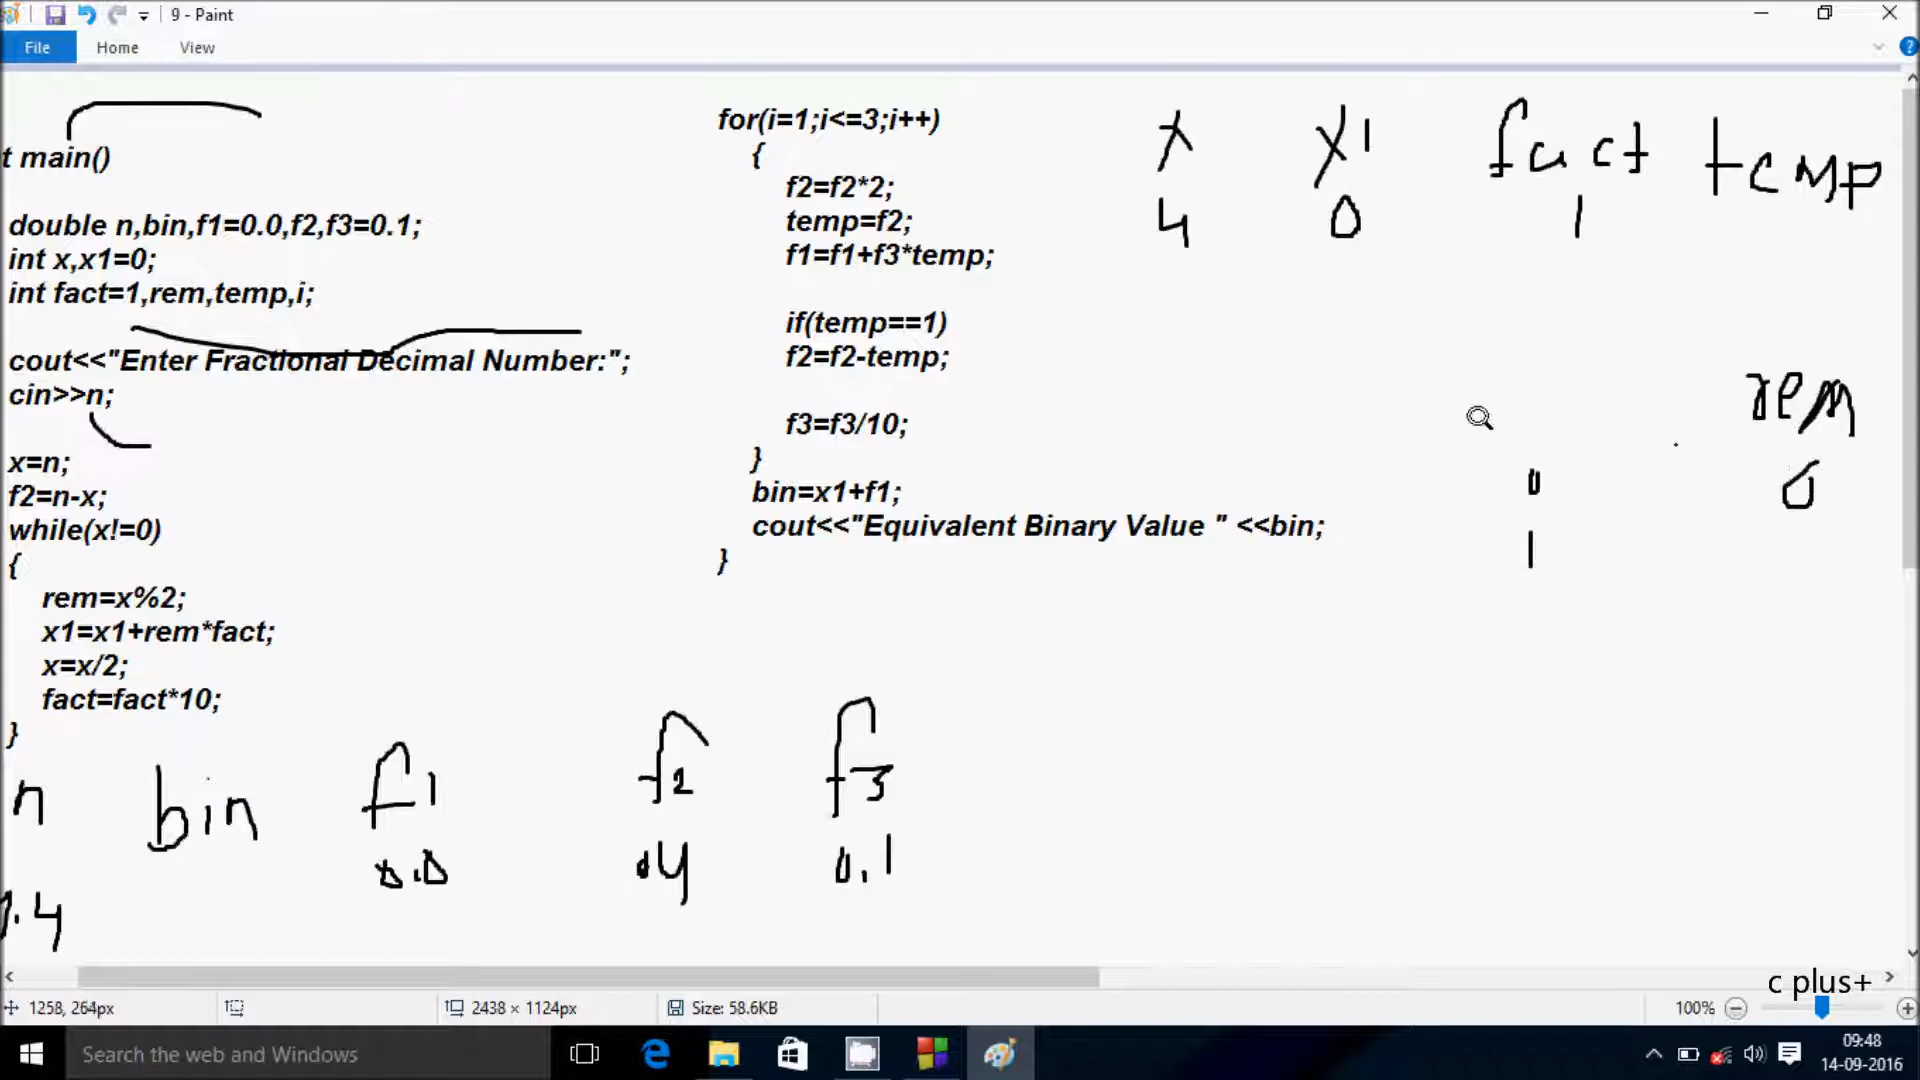 9 - Paint
File Home View
t main()
double n,bin,f1=0.0,f2,f3=0.1;
int x,x1=0;
int fact=1,rem,temp,i;
cout<<"Enter Fractional Decimal Number:";
cin>>n;
x=n;
f2=n-x;
while(x!=0)
{
rem=x%2;
x1=x1+rem*fact;
x=x/2;
fact=fact*10;
}
for(i=1;i<=3;i++)
{
f2=f2*2;
temp=f2;
f1=f1+f3*temp;
if(temp==1)
f2=f2-temp;
f3=f3/10;
}
bin=x1+f1;
cout<<"Equivalent Binary Value " <<bin;
}
x x1 fact temp
4 0 1
rem
0 0
1
n bin f1 f2 f3
0.0 .4 0.1
.4
c plus+
1258, 264px 2438 × 1124px Size: 58.6KB 100%
Search the web and Windows
09:48
14-09-2016